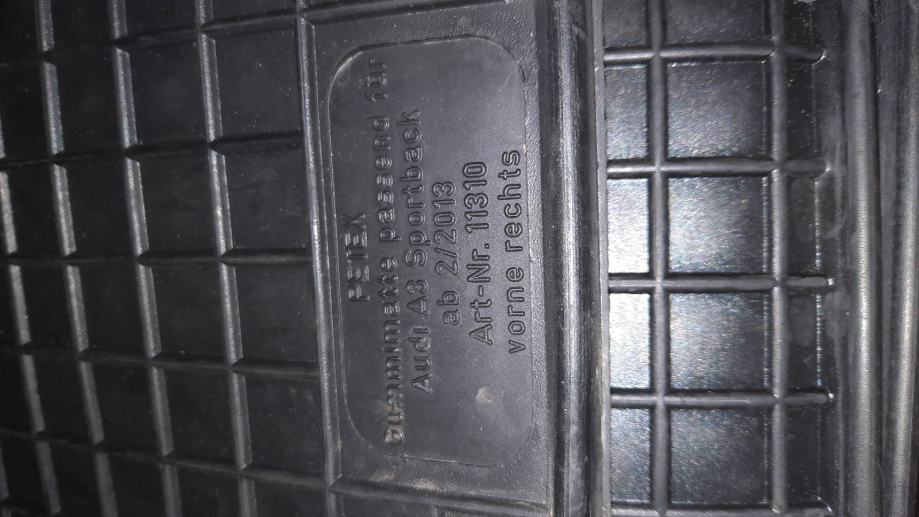 PETEX
Gummimatte passend für
Audi A3 Sportback
ab 2/2013
Art-Nr. 11310
vorne rechts